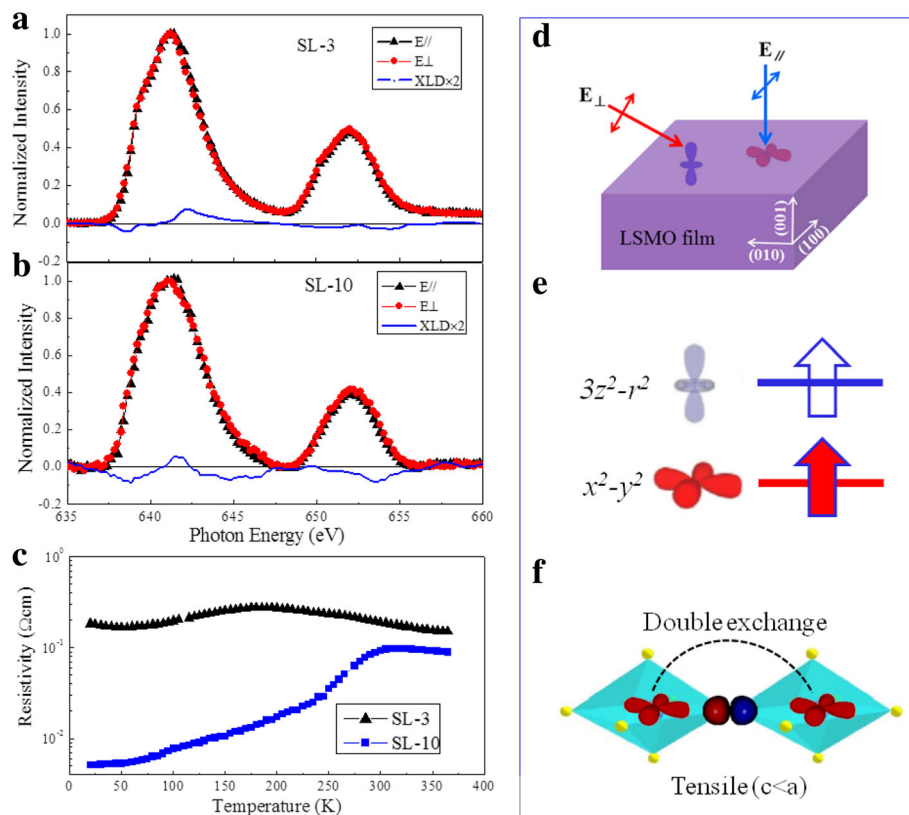 a
SL-3
E//
E⊥
XLD×2
Normalized Intensity
1.0
0.8
0.6
0.4
0.2
0.0
-0.2
b
SL-10
E//
E⊥
XLD×2
Normalized Intensity
1.0
0.8
0.6
0.4
0.2
0.0
-0.2
635 640 645 650 655 660
Photon Energy (eV)
c
Resistivity (Ωcm)
10⁰
10⁻¹
10⁻²
SL-3
SL-10
0 50 100 150 200 250 300 350 400
Temperature (K)
d
E//
E⊥
LSMO film
(001)
(010)
(100)
e
3z²-r²
x²-y²
f
Double exchange
Tensile (c<a)